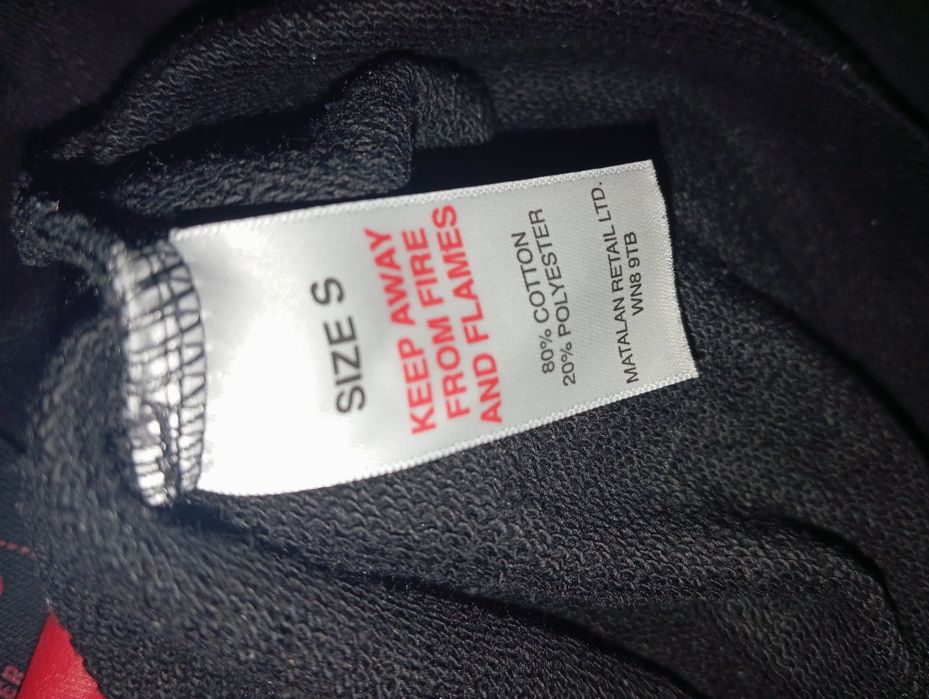 SIZE S
KEEP AWAY
FROM FIRE
AND FLAMES
80% COTTON
20% POLYESTER
MATALAN RETAIL LTD.
WN8 9TB